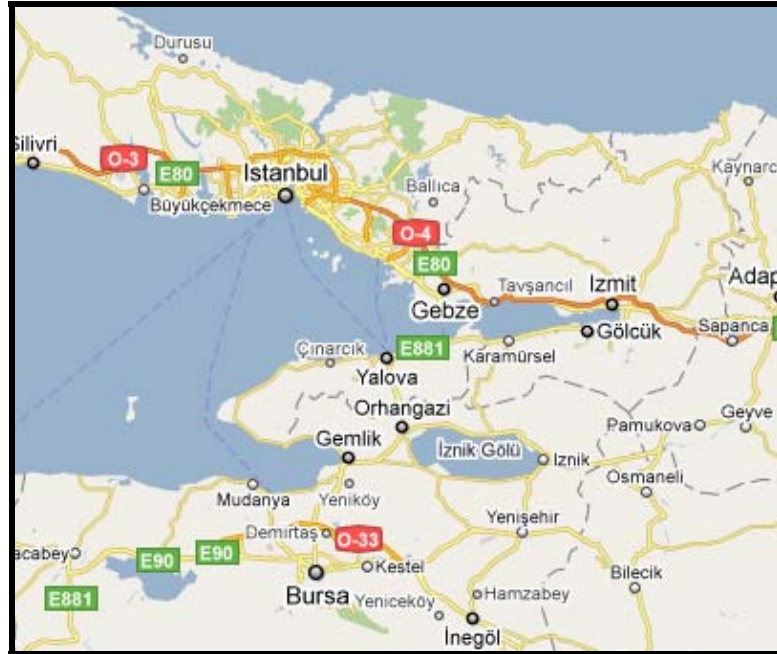 Durusu
Silivri
O-3
E80
Istanbul
Büyükçekmece
Ballıca
Kaynarc
O-4
E80
Gebze
Tavşancıl
Izmit
Adap
Gölcük
Sapanca
Çınarcık
E881
Yalova
Karamürsel
Orhangazi
Pamukova
Geyve
Gemlik
İznik Gölü
Iznik
Osmaneli
Mudanya
Yeniköy
Demirtaş
O-33
Yenişehir
acabey
E90
E90
Kestel
Bilecik
E881
Bursa
Hamzabey
Yeniceköy
İnegöl